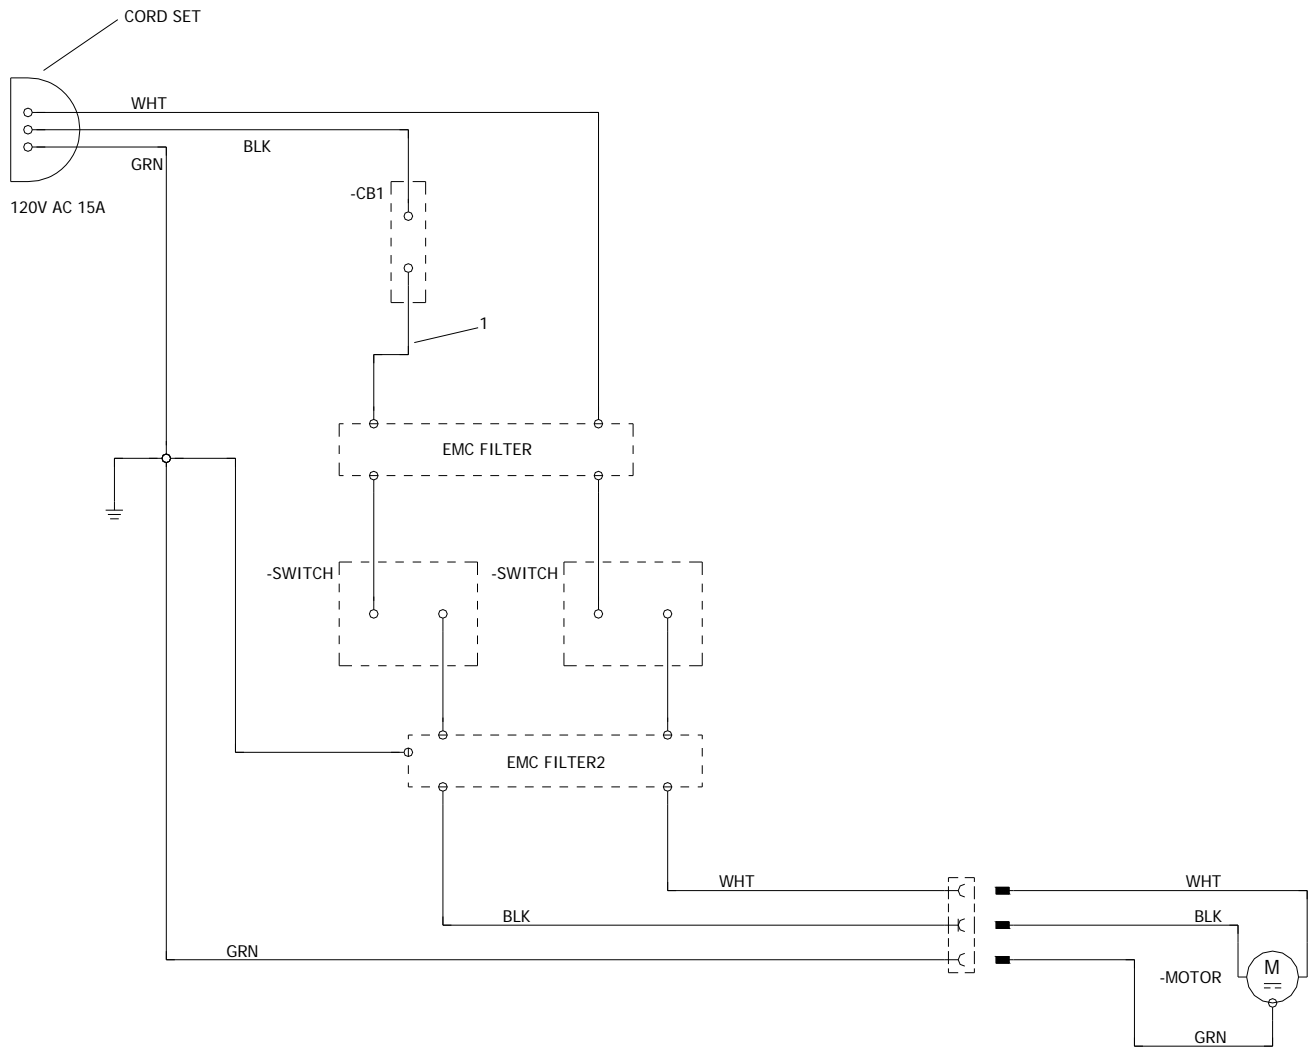 CORD SET
WHT
BLK
GRN
120V AC 15A
-CB1
1
EMC FILTER
-SWITCH
-SWITCH
EMC FILTER2
WHT
WHT
BLK
BLK
GRN
M
-MOTOR
GRN